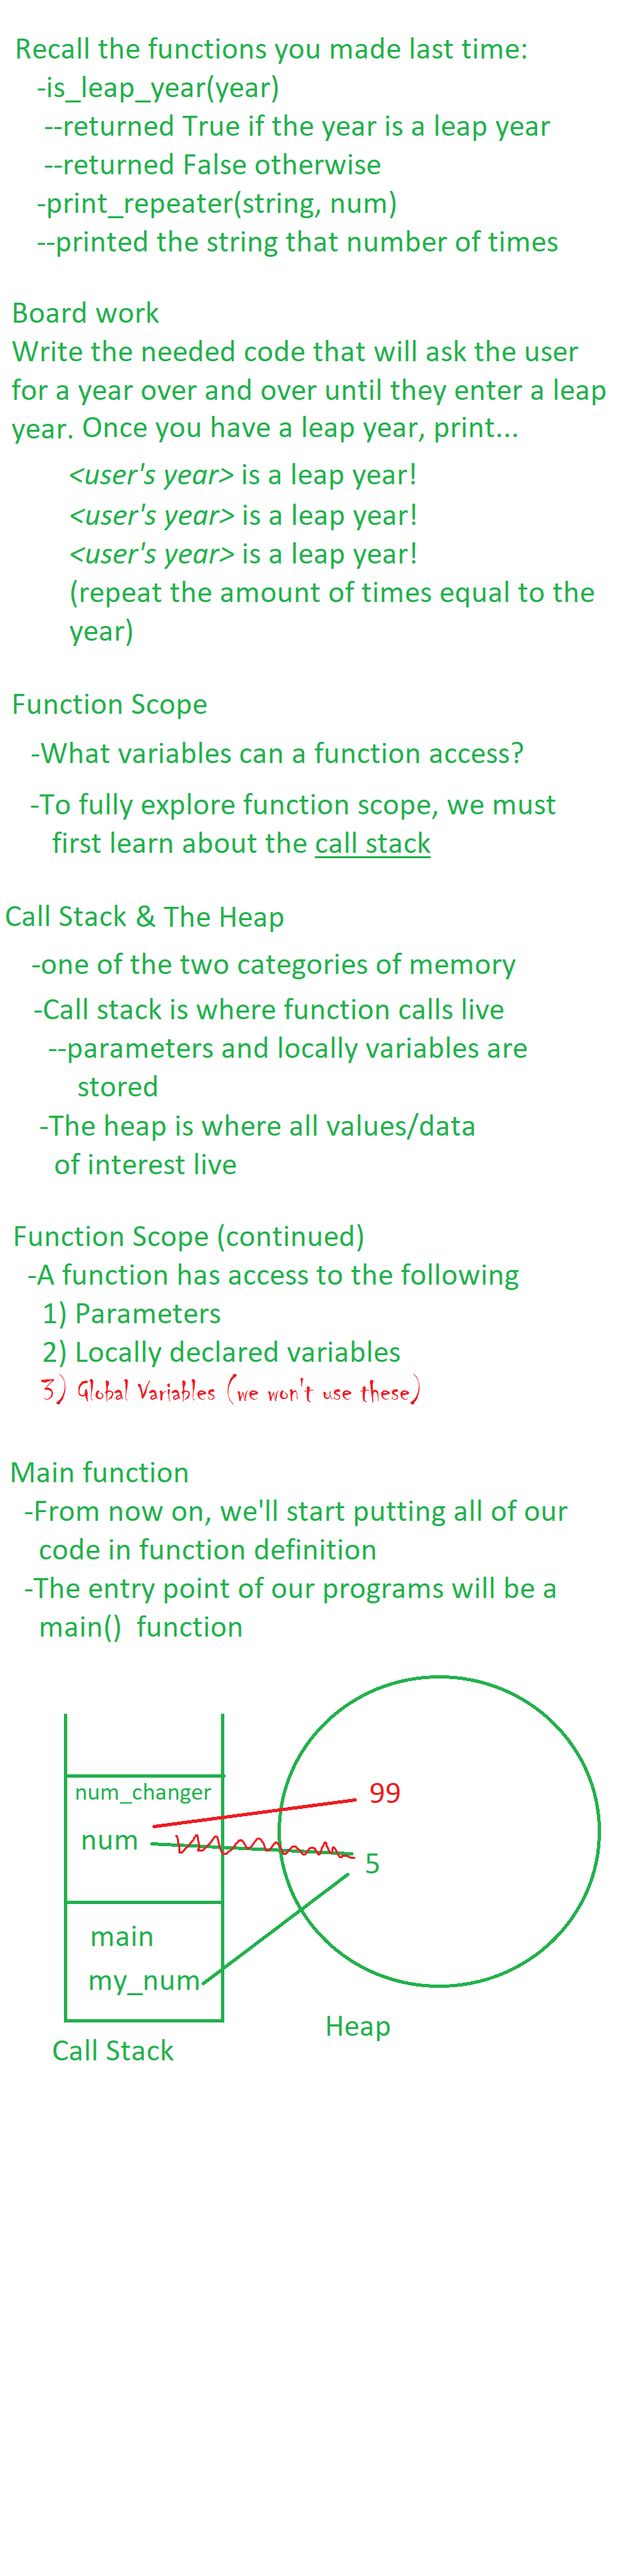 Recall the functions you made last time:
-is_leap_year(year)
--returned True if the year is a leap year
--returned False otherwise
-print_repeater(string, num)
--printed the string that number of times
Board work
Write the needed code that will ask the user
for a year over and over until they enter a leap
year. Once you have a leap year, print...
<user's year> is a leap year!
<user's year> is a leap year!
<user's year> is a leap year!
(repeat the amount of times equal to the
year)
Function Scope
-What variables can a function access?
-To fully explore function scope, we must
first learn about the call stack
Call Stack & The Heap
-one of the two categories of memory
-Call stack is where function calls live
--parameters and locally variables are
stored
-The heap is where all values/data
of interest live
Function Scope (continued)
-A function has access to the following
1) Parameters
2) Locally declared variables
3) Global Variables (we won't use these)
Main function
-From now on, we'll start putting all of our
code in function definition
-The entry point of our programs will be a
main() function
num_changer
99
num
5
main
my_num
Heap
Call Stack